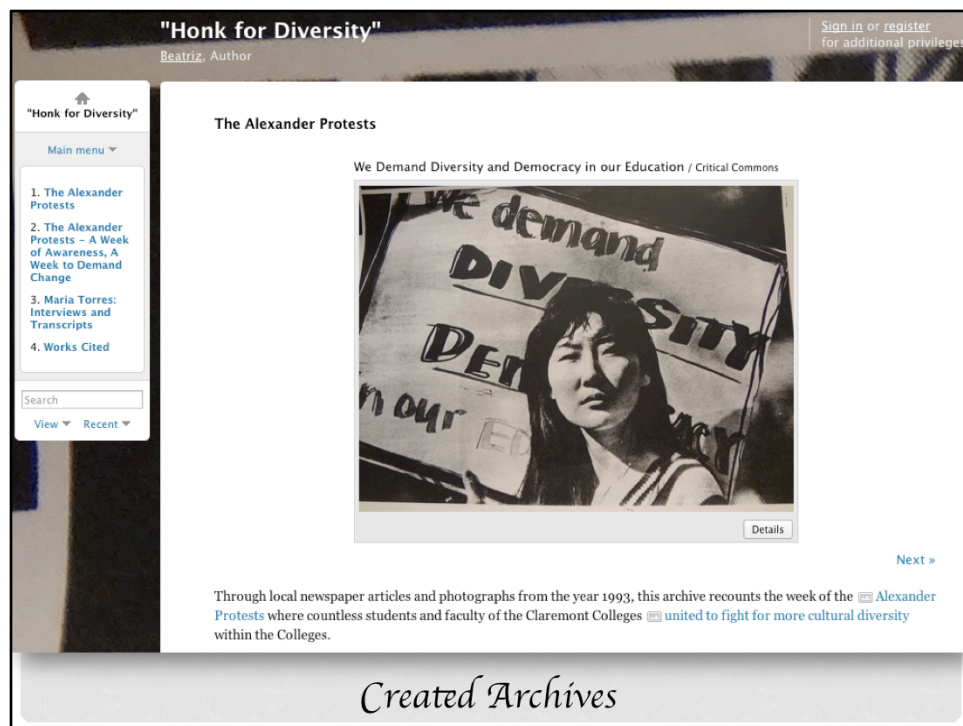 "Honk for Diversity"
Beatriz, Author
Sign in or register
for additional privileges
"Honk for Diversity"
Main menu
1. The Alexander
Protests
2. The Alexander
Protests – A Week
of Awareness, A
Week to Demand
Change
3. Maria Torres:
Interviews and
Transcripts
4. Works Cited
Search
View Recent
The Alexander Protests
We Demand Diversity and Democracy in our Education / Critical Commons
We demand
DIVERSITY
in our
Details
Next »
Through local newspaper articles and photographs from the year 1993, this archive recounts the week of the Alexander
Protests where countless students and faculty of the Claremont Colleges united to fight for more cultural diversity
within the Colleges.
Created Archives